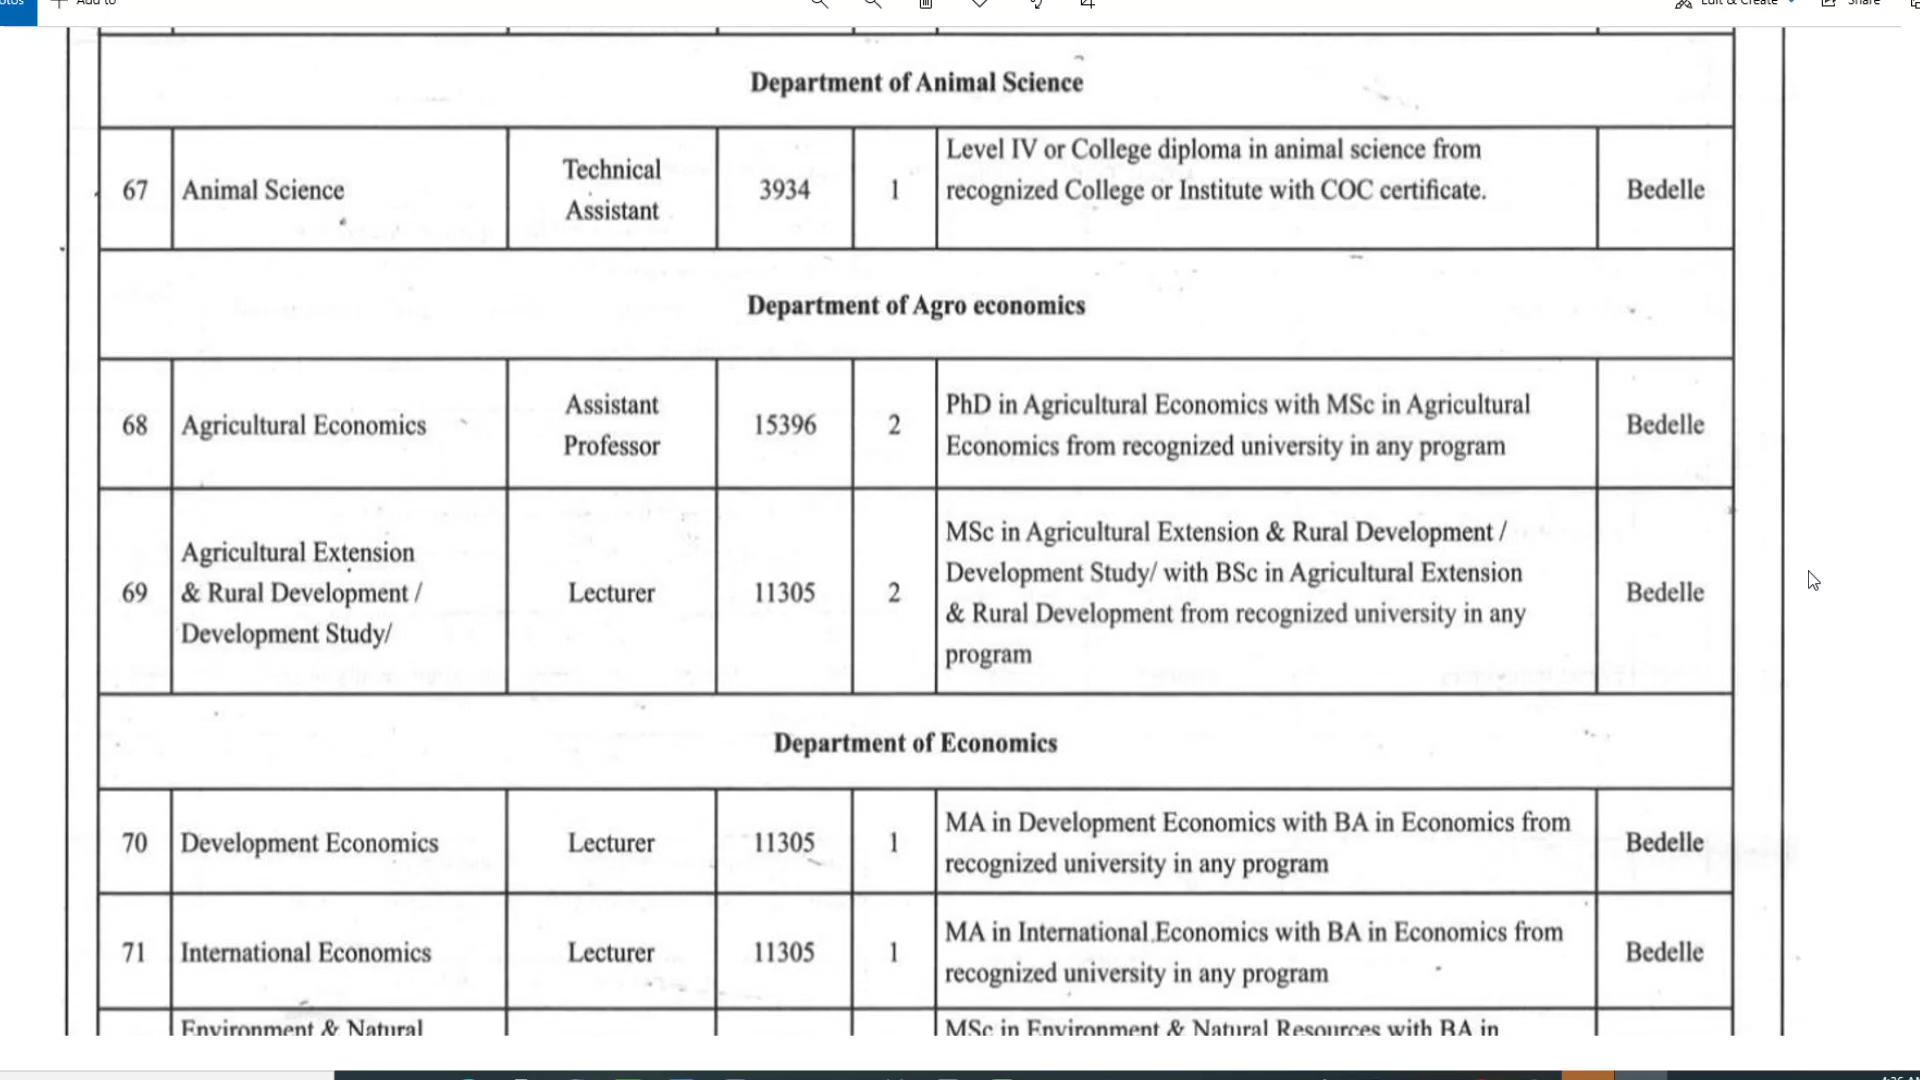 Add to
Edit & Create
Share
Department of Animal Science
67 Animal Science Technical Assistant 3934 1 Level IV or College diploma in animal science from
recognized College or Institute with COC certificate. Bedelle
Department of Agro economics
68 Agricultural Economics Assistant Professor 15396 2 PhD in Agricultural Economics with MSc in Agricultural
Economics from recognized university in any program Bedelle
69 Agricultural Extension
& Rural Development /
Development Study/
Lecturer 11305 2
MSc in Agricultural Extension & Rural Development /
Development Study/ with BSc in Agricultural Extension
& Rural Development from recognized university in any
program
Bedelle
Department of Economics
70 Development Economics Lecturer 11305 1 MA in Development Economics with BA in Economics from
recognized university in any program Bedelle
71 International Economics Lecturer 11305 1 MA in International Economics with BA in Economics from
recognized university in any program Bedelle
Environment & Natural MSc in Environment & Natural Resources with BA in